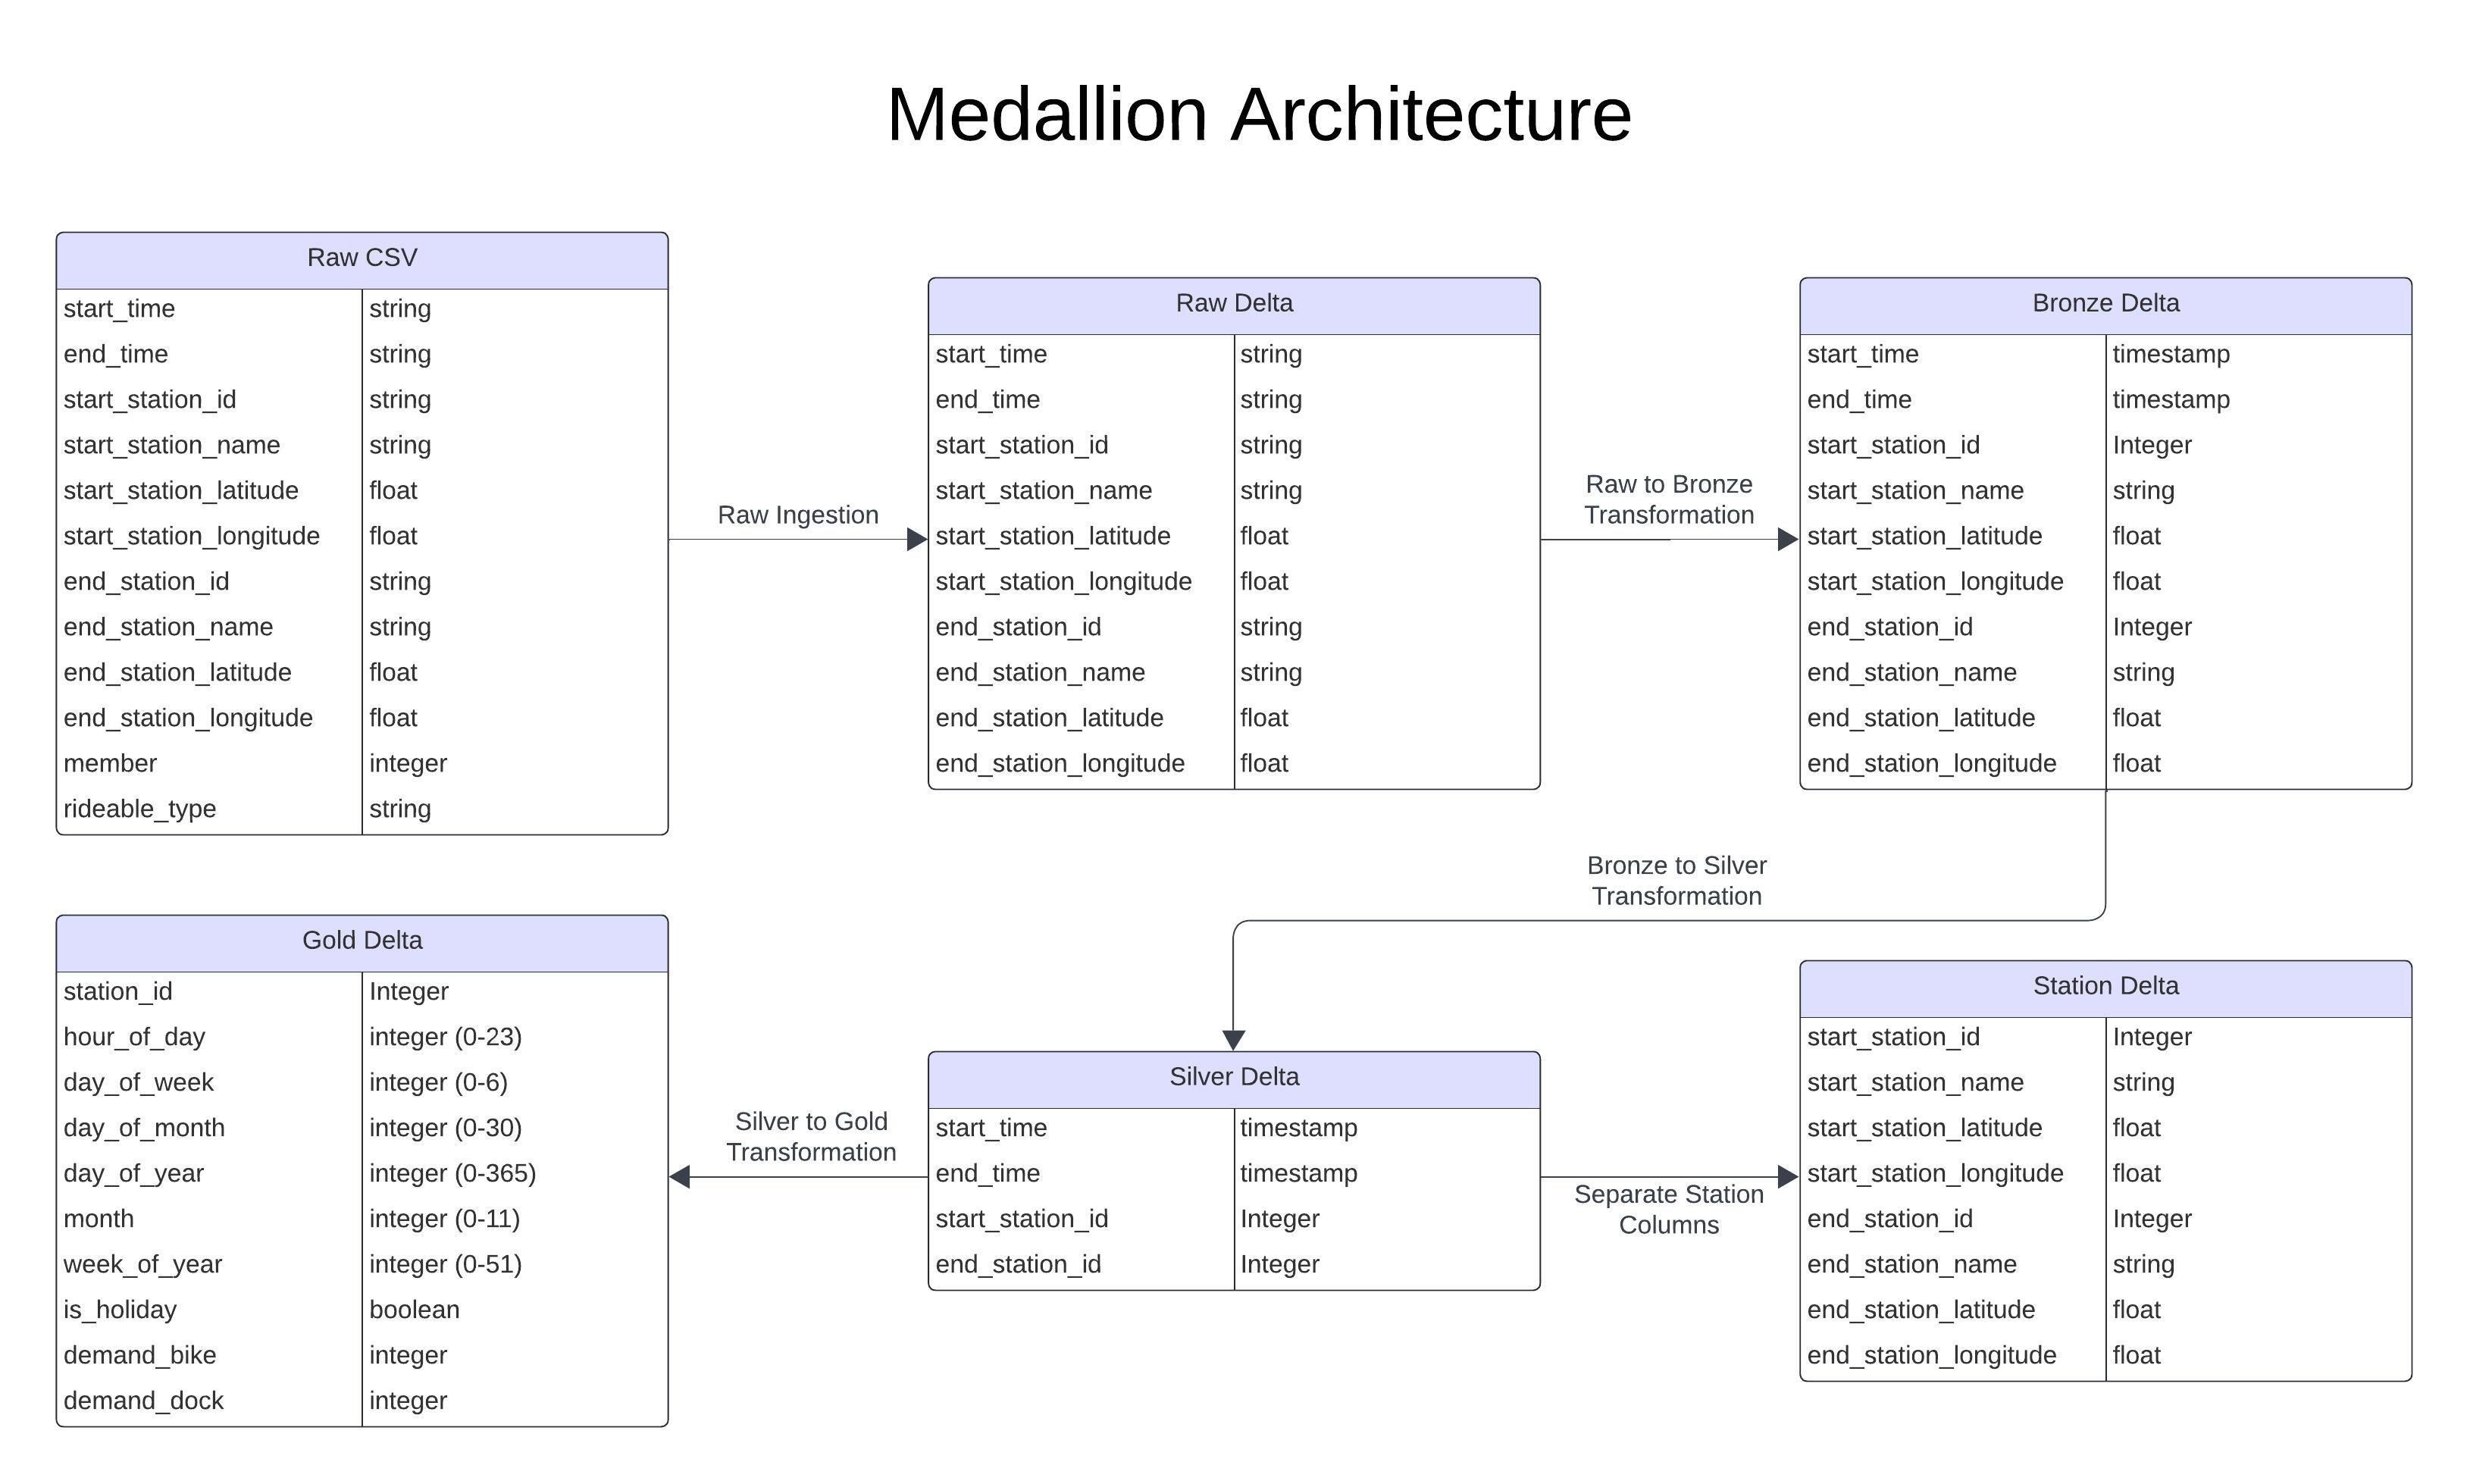 Medallion Architecture
Raw CSV
start_time string
end_time string
start_station_id string
start_station_name string
start_station_latitude float
start_station_longitude float
end_station_id string
end_station_name string
end_station_latitude float
end_station_longitude float
member integer
rideable_type string
Raw Ingestion
Raw Delta
start_time string
end_time string
start_station_id string
start_station_name string
start_station_latitude float
start_station_longitude float
end_station_id string
end_station_name string
end_station_latitude float
end_station_longitude float
Raw to Bronze
Transformation
Bronze Delta
start_time timestamp
end_time timestamp
start_station_id Integer
start_station_name string
start_station_latitude float
start_station_longitude float
end_station_id Integer
end_station_name string
end_station_latitude float
end_station_longitude float
Bronze to Silver
Transformation
Gold Delta
station_id Integer
hour_of_day integer (0-23)
day_of_week integer (0-6)
day_of_month integer (0-30)
day_of_year integer (0-365)
month integer (0-11)
week_of_year integer (0-51)
is_holiday boolean
demand_bike integer
demand_dock integer
Silver to Gold
Transformation
Silver Delta
start_time timestamp
end_time timestamp
start_station_id Integer
end_station_id Integer
Separate Station
Columns
Station Delta
start_station_id Integer
start_station_name string
start_station_latitude float
start_station_longitude float
end_station_id Integer
end_station_name string
end_station_latitude float
end_station_longitude float